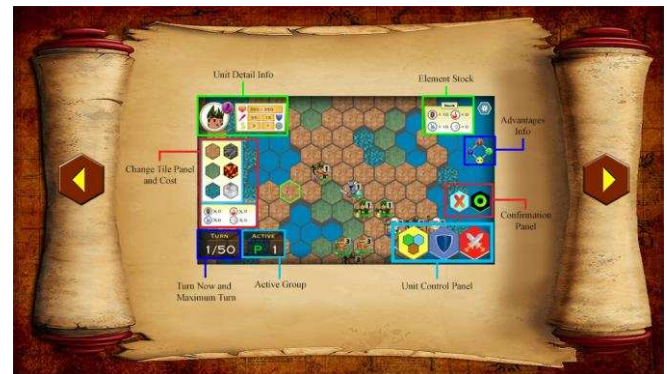 Unit Detail Info
Element Stock
Stock
Advantages
Info
Change Tile Panel
and Cost
Confirmation
Panel
TURN
1/50
ACTIVE
P 1
Turn Now and
Maximum Turn
Active Group
Unit Control Panel